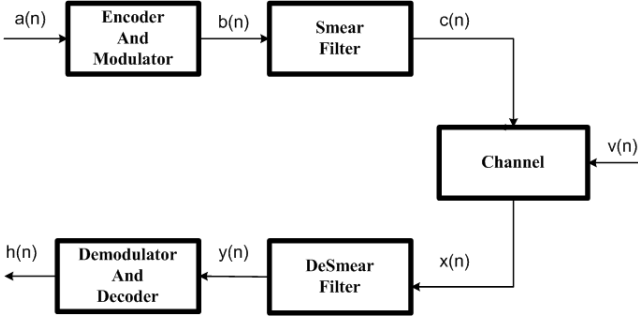 a(n)
Encoder
And
Modulator
b(n)
Smear
Filter
c(n)
Channel
v(n)
x(n)
DeSmear
Filter
y(n)
Demodulator
And
Decoder
h(n)